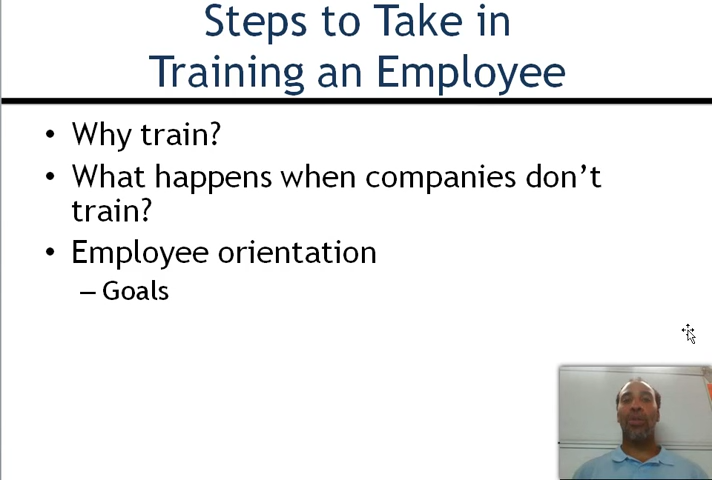 Steps to Take in
Training an Employee
• Why train?
• What happens when companies don’t
train?
• Employee orientation
– Goals